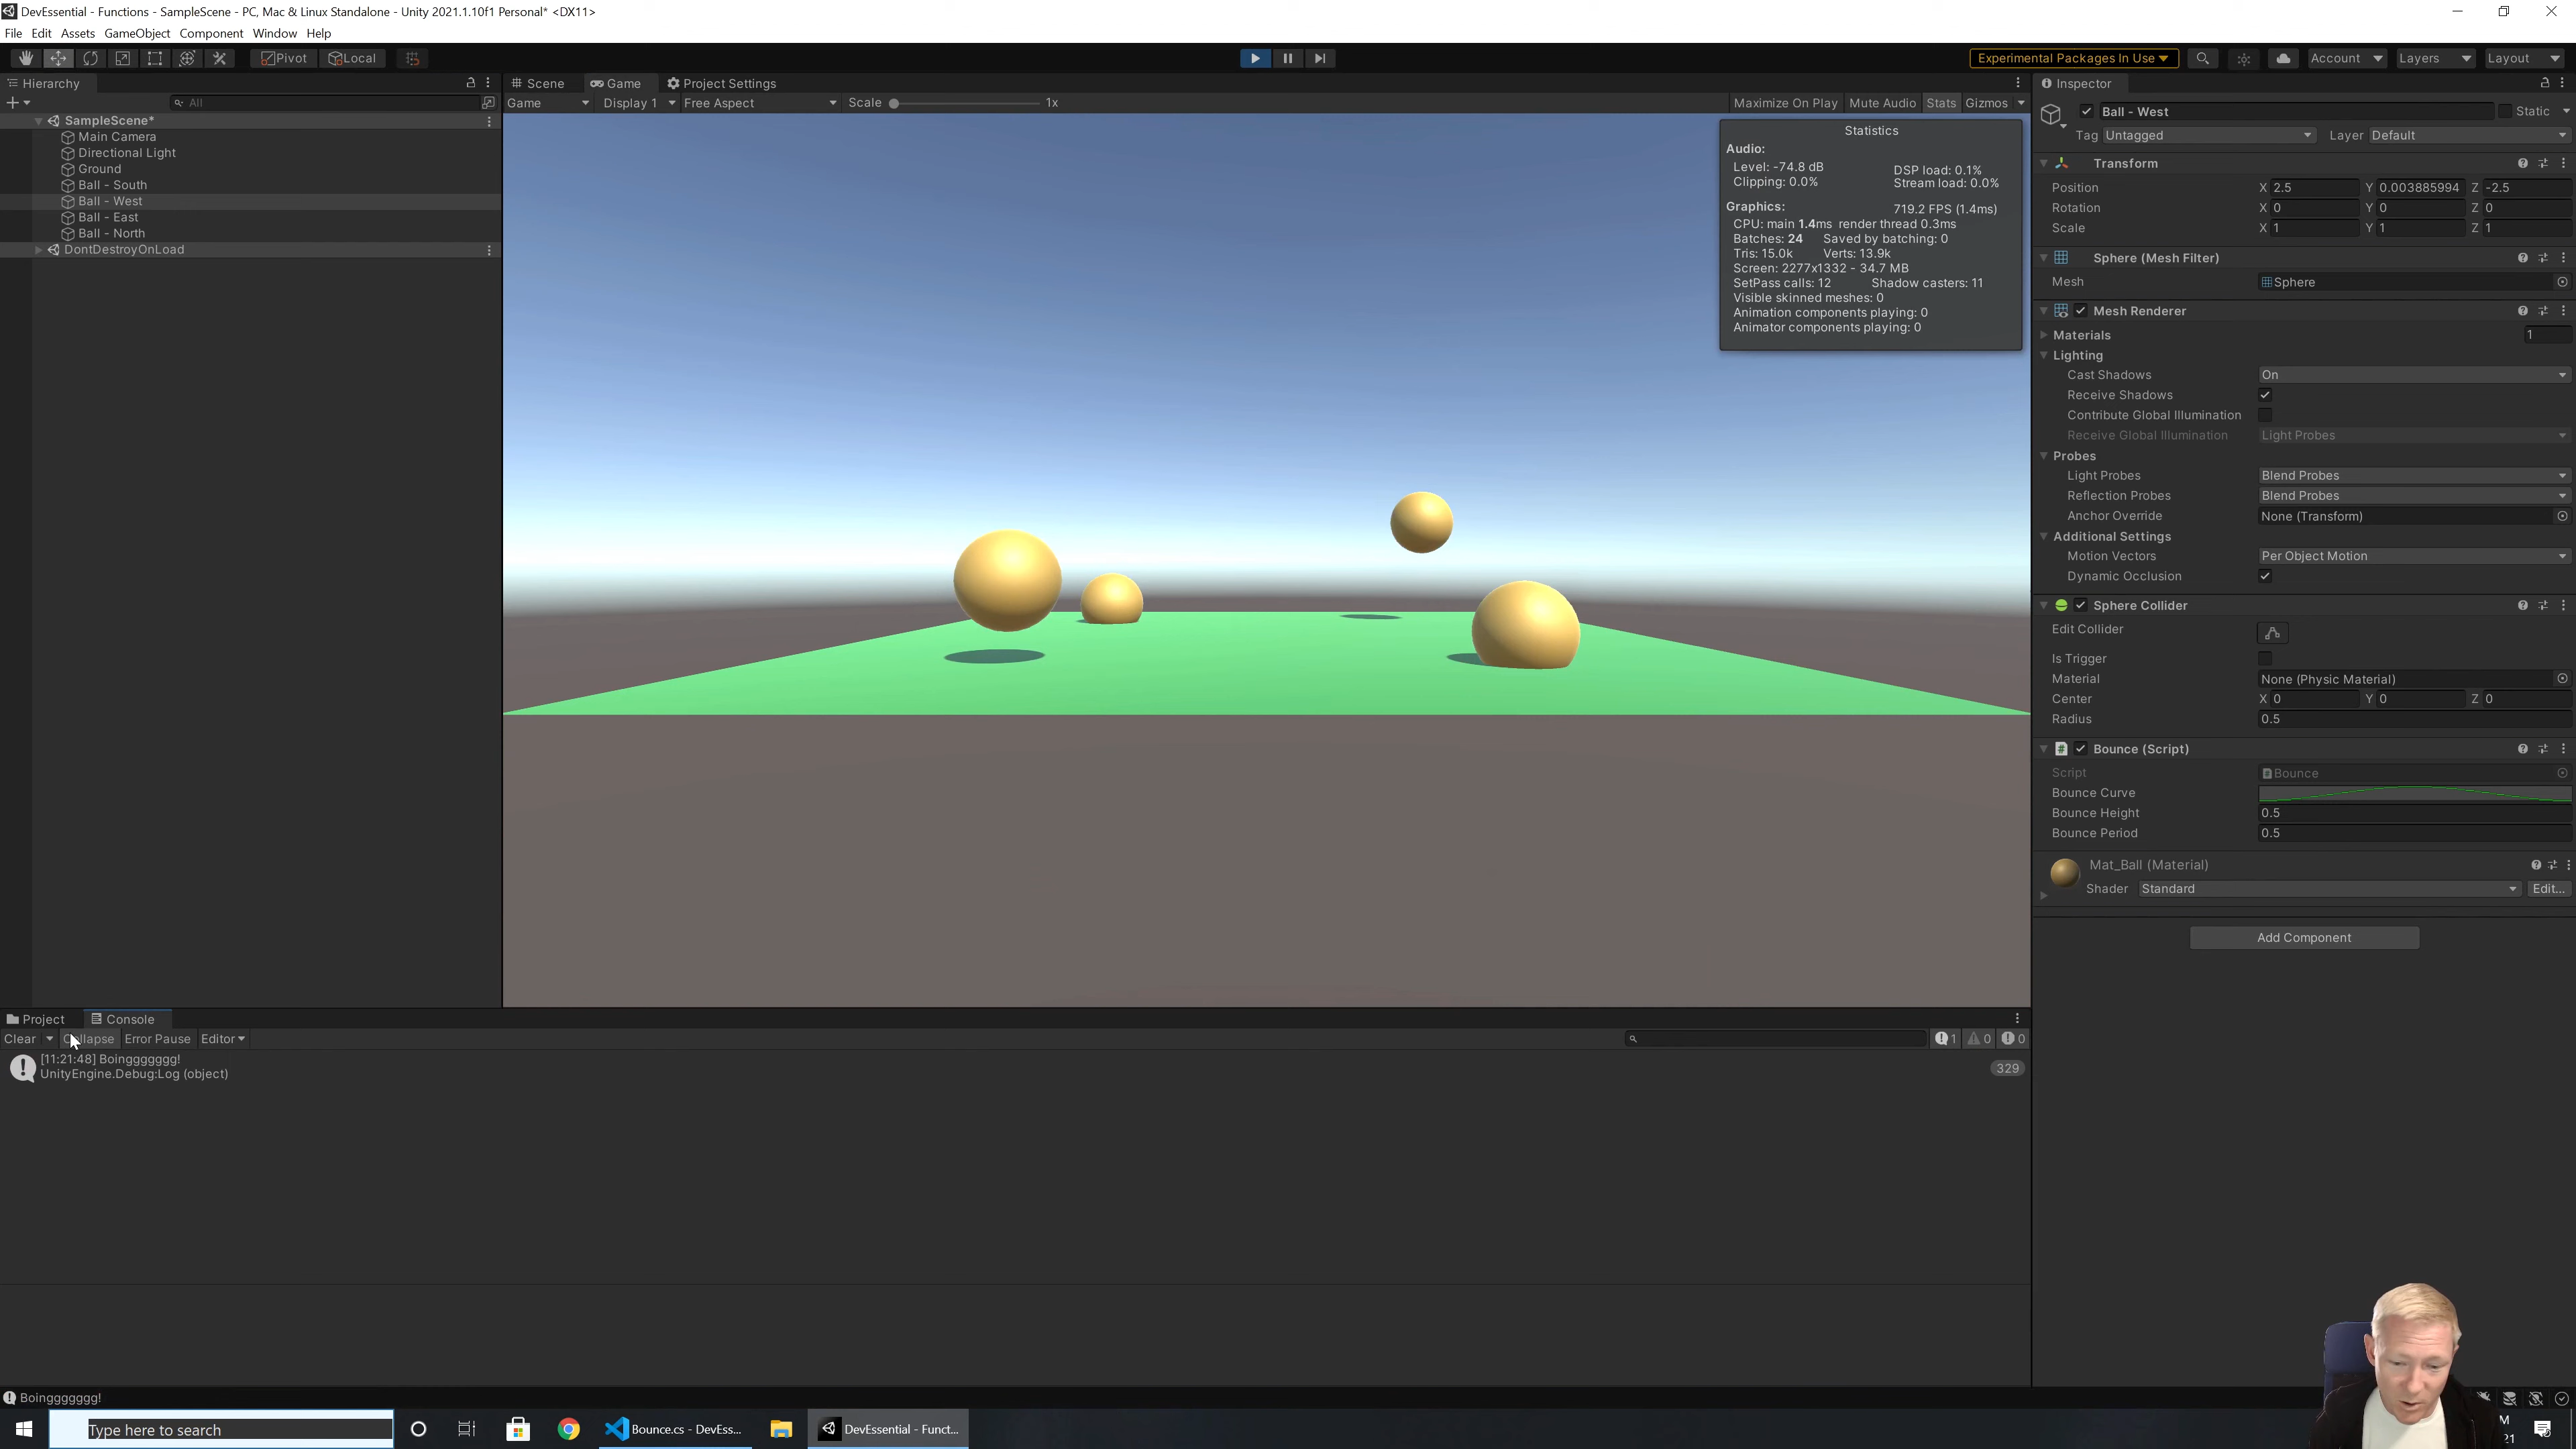 DevEssential - Functions - SampleScene - PC, Mac & Linux Standalone - Unity 2021.1.10f1 Personal* <DX11>
File Edit Assets GameObject Component Window Help
Pivot Local Experimental Packages In Use Account Layers Layout
Hierarchy
All
SampleScene*
Main Camera
Directional Light
Ground
Ball - South
Ball - West
Ball - East
Ball - North
DontDestroyOnLoad
Scene Game Project Settings
Game Display 1 Free Aspect Scale 1x Maximize On Play Mute Audio Stats Gizmos
Statistics
Audio:
Level: -74.8 dB DSP load: 0.1%
Clipping: 0.0% Stream load: 0.0%
Graphics: 719.2 FPS (1.4ms)
CPU: main 1.4ms render thread 0.3ms
Batches: 24 Saved by batching: 0
Tris: 15.0k Verts: 13.9k
Screen: 2277x1332 - 34.7 MB
SetPass calls: 12 Shadow casters: 11
Visible skinned meshes: 0
Animation components playing: 0
Animator components playing: 0
Inspector
Ball - West Static
Tag Untagged Layer Default
Transform
Position X 2.5 Y 0.003885994 Z -2.5
Rotation X 0 Y 0 Z 0
Scale X 1 Y 1 Z 1
Sphere (Mesh Filter)
Mesh Sphere
Mesh Renderer
Materials 1
Lighting
Cast Shadows On
Receive Shadows
Contribute Global Illumination
Receive Global Illumination Light Probes
Probes
Light Probes Blend Probes
Reflection Probes Blend Probes
Anchor Override None (Transform)
Additional Settings
Motion Vectors Per Object Motion
Dynamic Occlusion
Sphere Collider
Edit Collider
Is Trigger
Material None (Physic Material)
Center X 0 Y 0 Z 0
Radius 0.5
Bounce (Script)
Script Bounce
Bounce Curve
Bounce Height 0.5
Bounce Period 0.5
Mat_Ball (Material)
Shader Standard Edit...
Add Component
Project Console
Clear Collapse Error Pause Editor 1 0 0
[11:21:48] Boinggggggg!
UnityEngine.Debug:Log (object)
329
Boinggggggg!
Type here to search Bounce.cs - DevEss... DevEssential - Funct...